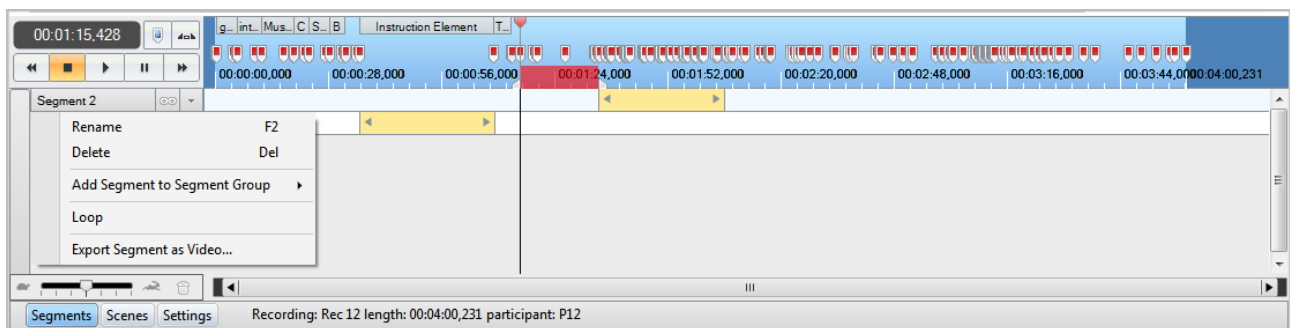 g... int... Mus... C S... B Instruction Element T...
00:01:15,428
00:00:00,000 00:00:28,000 00:00:56,000 00:01:24,000 00:01:52,000 00:02:20,000 00:02:48,000 00:03:16,000 00:03:44,000 00:04:00,231
Segment 2
Rename F2
Delete Del
Add Segment to Segment Group
Loop
Export Segment as Video...
Segments Scenes Settings Recording: Rec 12 length: 00:04:00,231 participant: P12